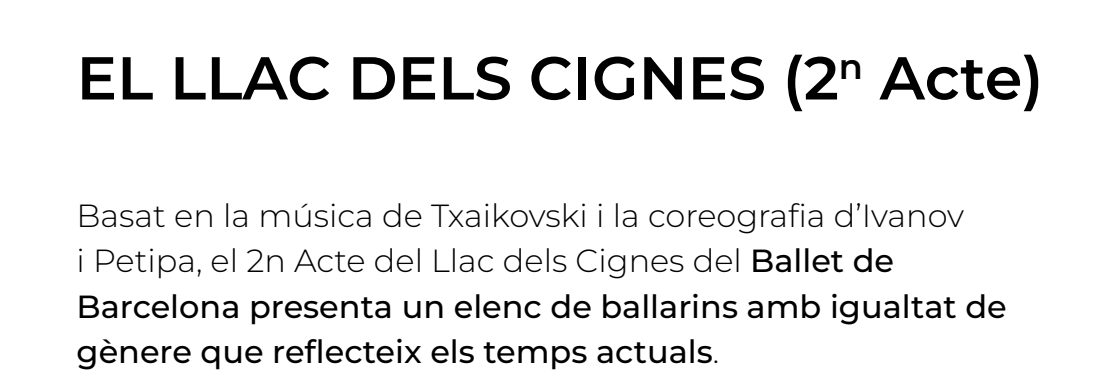 EL LLAC DELS CIGNES (2ⁿ Acte)
Basat en la música de Txaikovski i la coreografia d’Ivanov
i Petipa, el 2n Acte del Llac dels Cignes del Ballet de
Barcelona presenta un elenc de ballarins amb igualtat de
gènere que reflecteix els temps actuals.